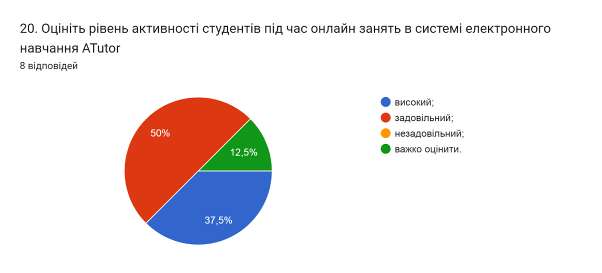 20. Оцініть рівень активності студентів під час онлайн занять в системі електронного
навчання ATutor
8 відповідей
високий;
задовільний;
незадовільний;
важко оцінити.
50%
12,5%
37,5%